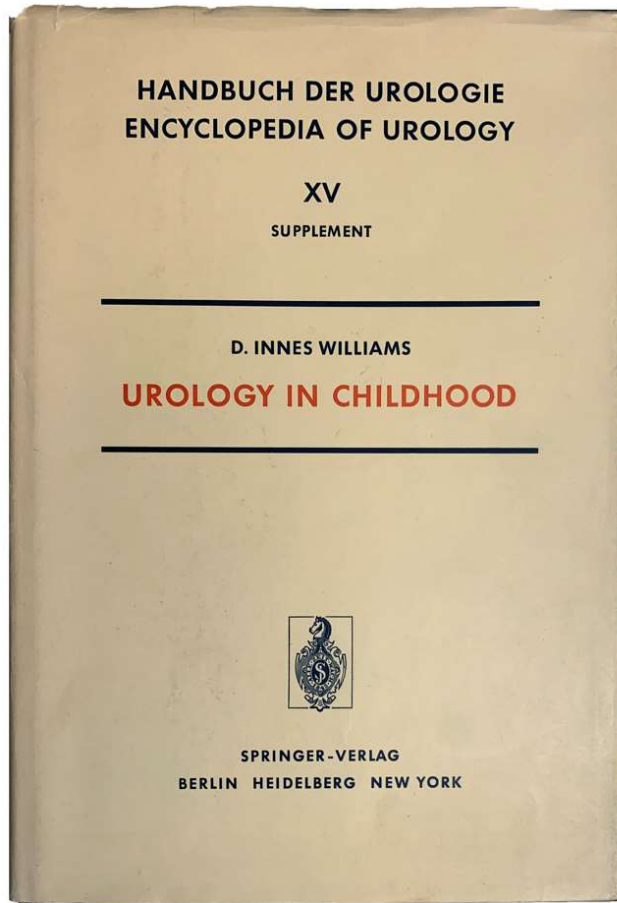 HANDBUCH DER UROLOGIE
ENCYCLOPEDIA OF UROLOGY
XV
SUPPLEMENT
D. INNES WILLIAMS
UROLOGY IN CHILDHOOD
SPRINGER-VERLAG
BERLIN HEIDELBERG NEW YORK